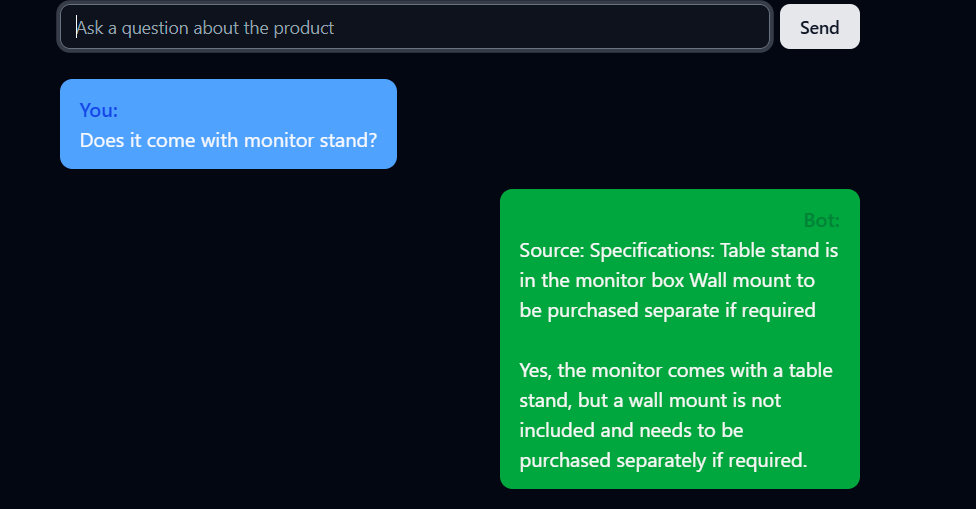 Ask a question about the product
Send
You:
Does it come with monitor stand?
Bot:
Source: Specifications: Table stand is
in the monitor box Wall mount to
be purchased separate if required
Yes, the monitor comes with a table
stand, but a wall mount is not
included and needs to be
purchased separately if required.